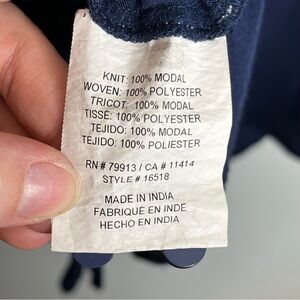 KNIT: 100% MODAL
WOVEN: 100% POLYESTER
TRICOT: 100% MODAL
TISSÉ: 100% POLYESTER
TEJIDO: 100% MODAL
TEJIDO: 100% POLIESTER
RN # 79913 / CA # 11414
STYLE # 16518
MADE IN INDIA
FABRIQUÉ EN INDE
HECHO EN INDIA